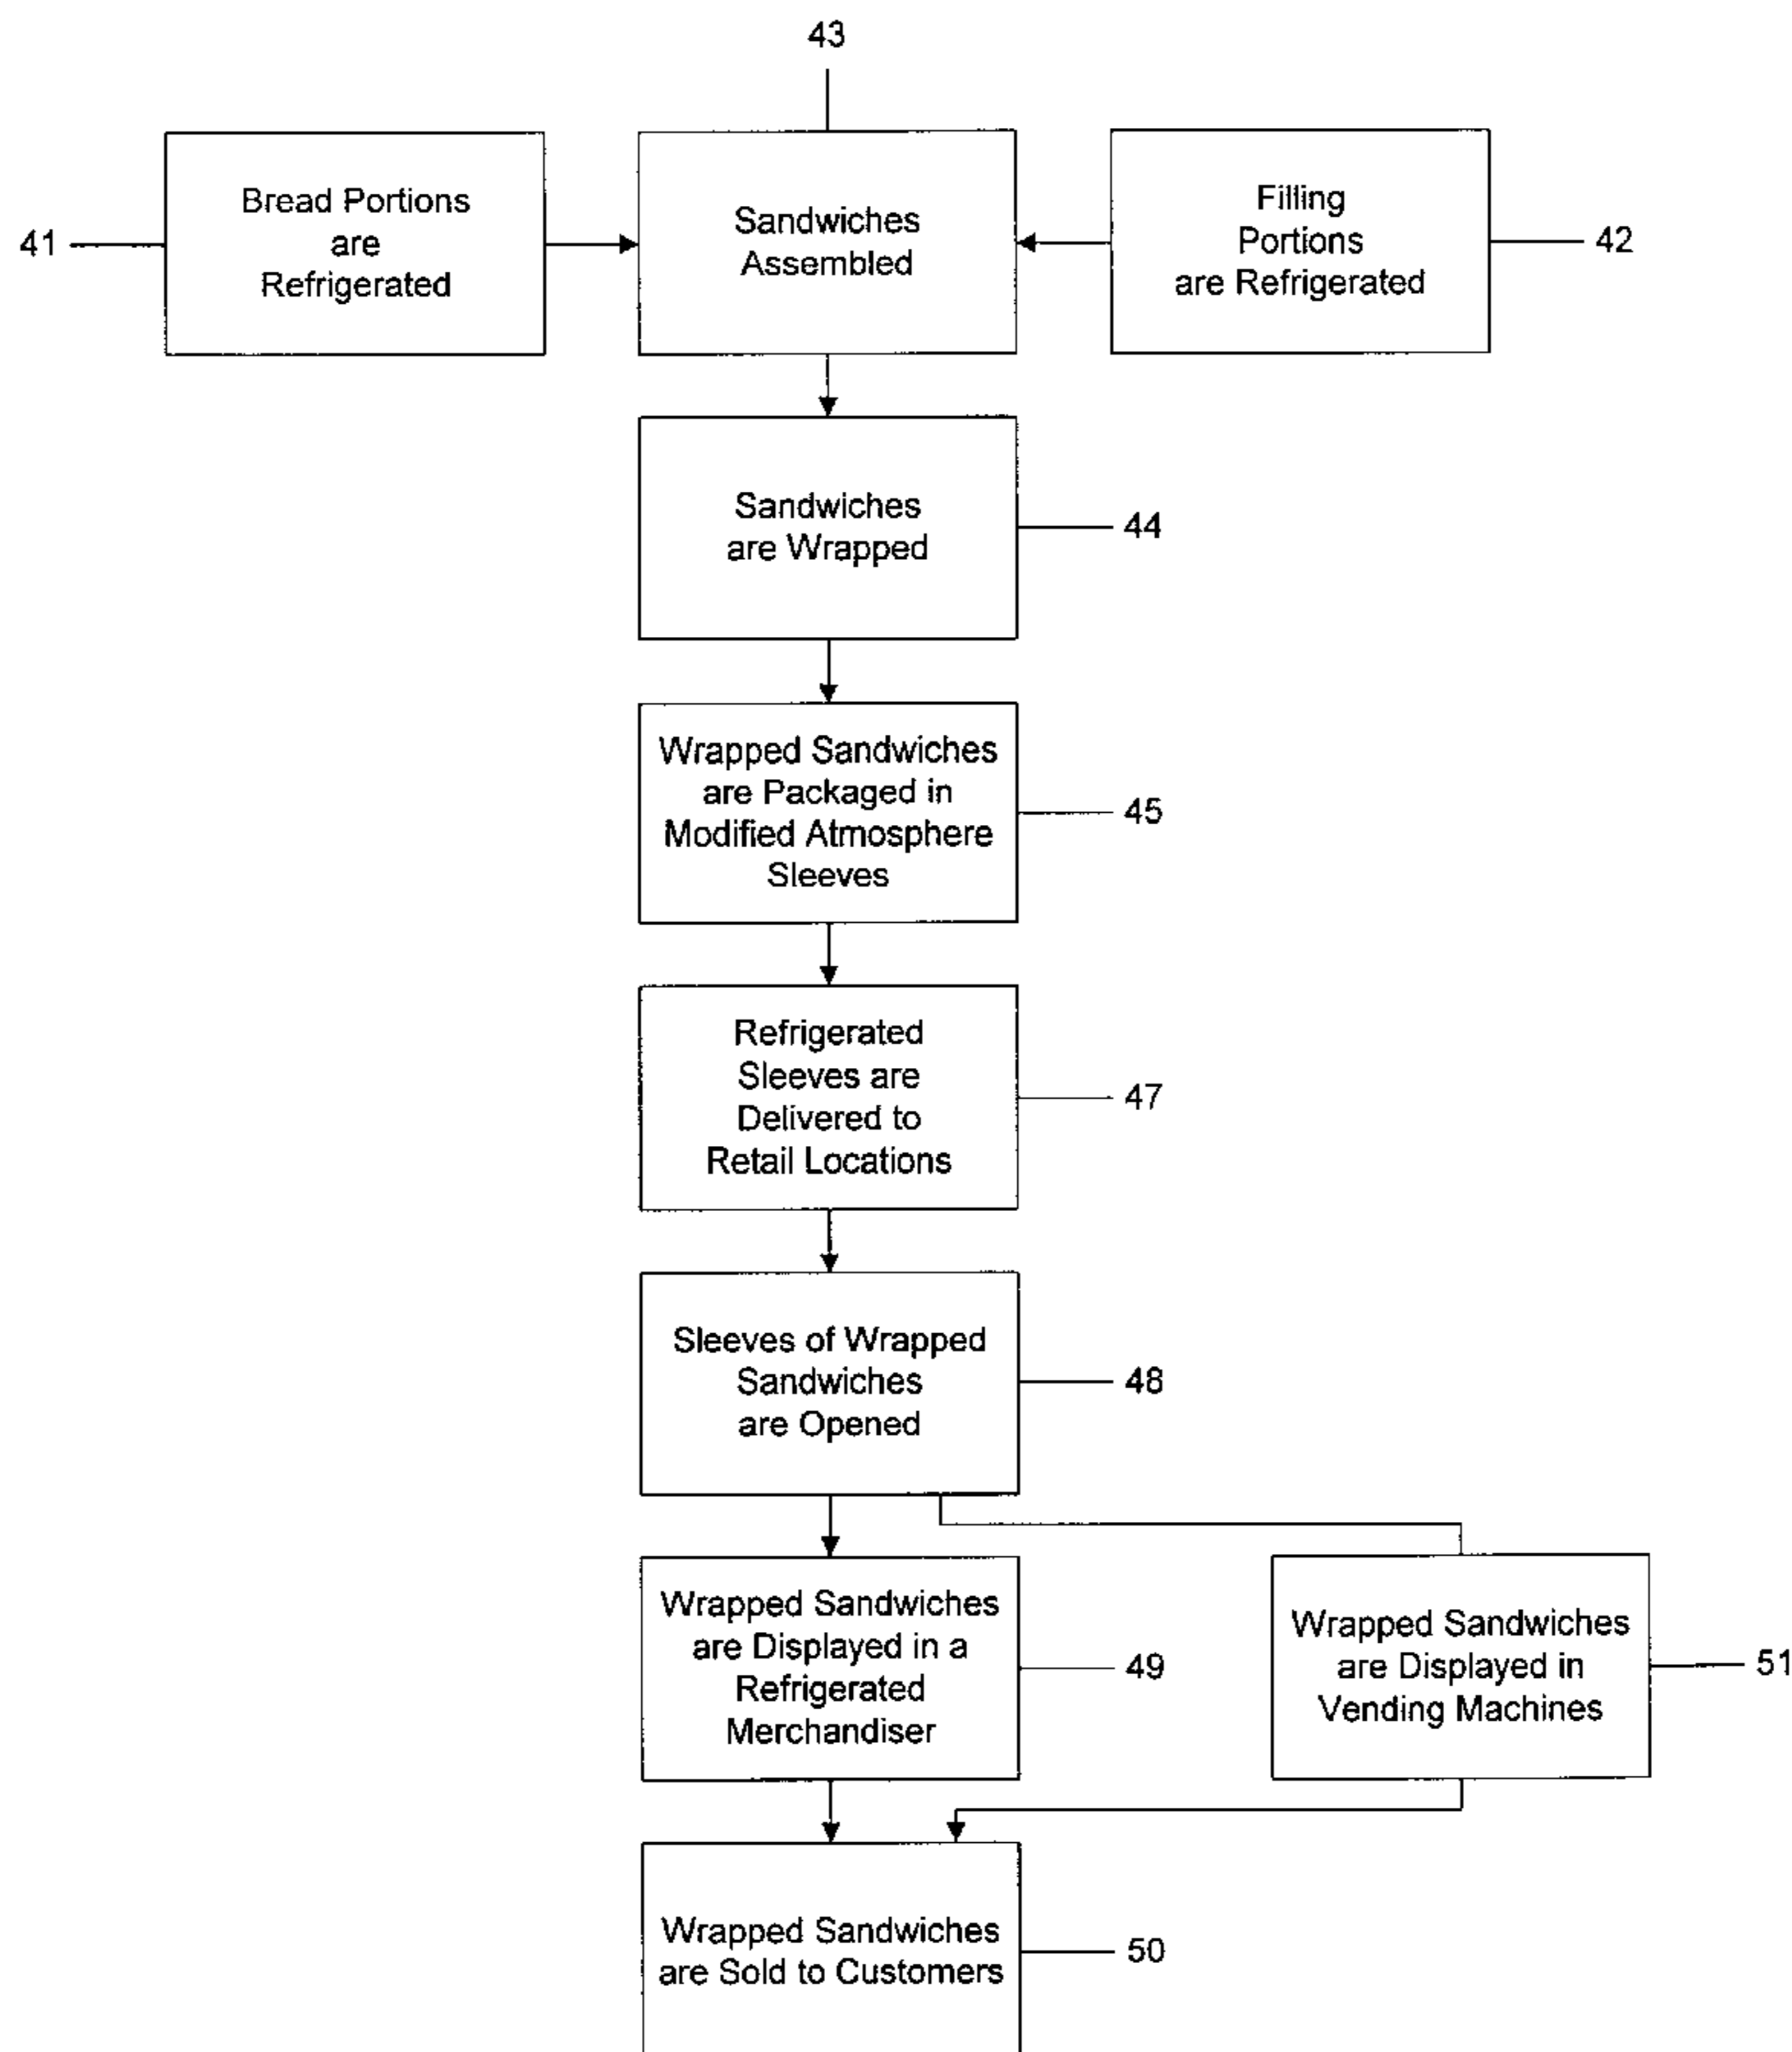 43
41
Bread Portions
are
Refrigerated
Sandwiches
Assembled
Filling
Portions
are Refrigerated
42
Sandwiches
are Wrapped
44
Wrapped Sandwiches
are Packaged in
Modified Atmosphere
Sleeves
45
Refrigerated
Sleeves are
Delivered to
Retail Locations
47
Sleeves of Wrapped
Sandwiches
are Opened
48
Wrapped Sandwiches
are Displayed in a
Refrigerated
Merchandiser
49
Wrapped Sandwiches
are Displayed in
Vending Machines
51
Wrapped Sandwiches
are Sold to Customers
50